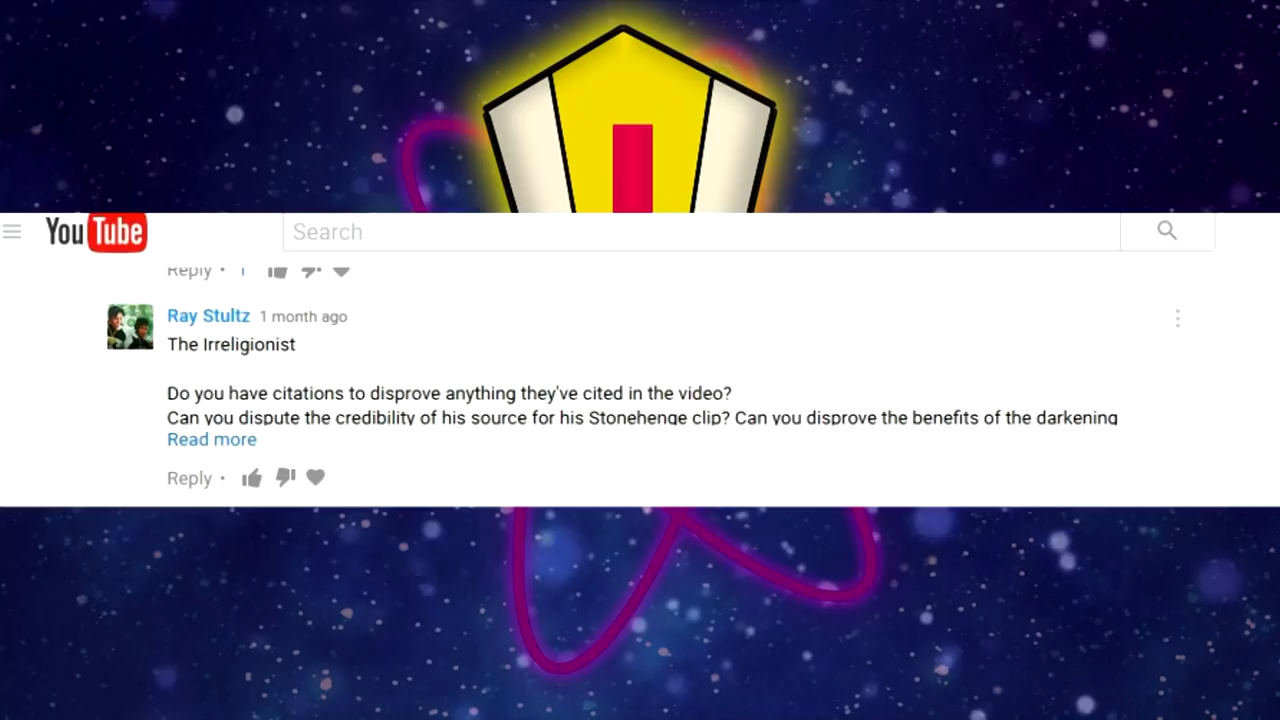 YouTube
Search
Reply •
Ray Stultz 1 month ago
The Irreligionist
Do you have citations to disprove anything they've cited in the video?
Can you dispute the credibility of his source for his Stonehenge clip? Can you disprove the benefits of the darkening
Read more
Reply •